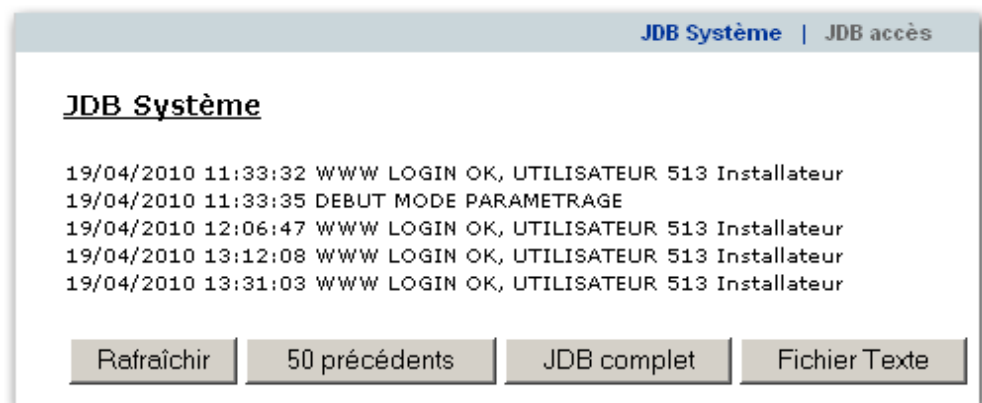 JDB Système | JDB accès
JDB Système
19/04/2010 11:33:32 WWW LOGIN OK, UTILISATEUR 513 Installateur
19/04/2010 11:33:35 DEBUT MODE PARAMETRAGE
19/04/2010 12:06:47 WWW LOGIN OK, UTILISATEUR 513 Installateur
19/04/2010 13:12:08 WWW LOGIN OK, UTILISATEUR 513 Installateur
19/04/2010 13:31:03 WWW LOGIN OK, UTILISATEUR 513 Installateur
Rafraîchir 50 précédents JDB complet Fichier Texte